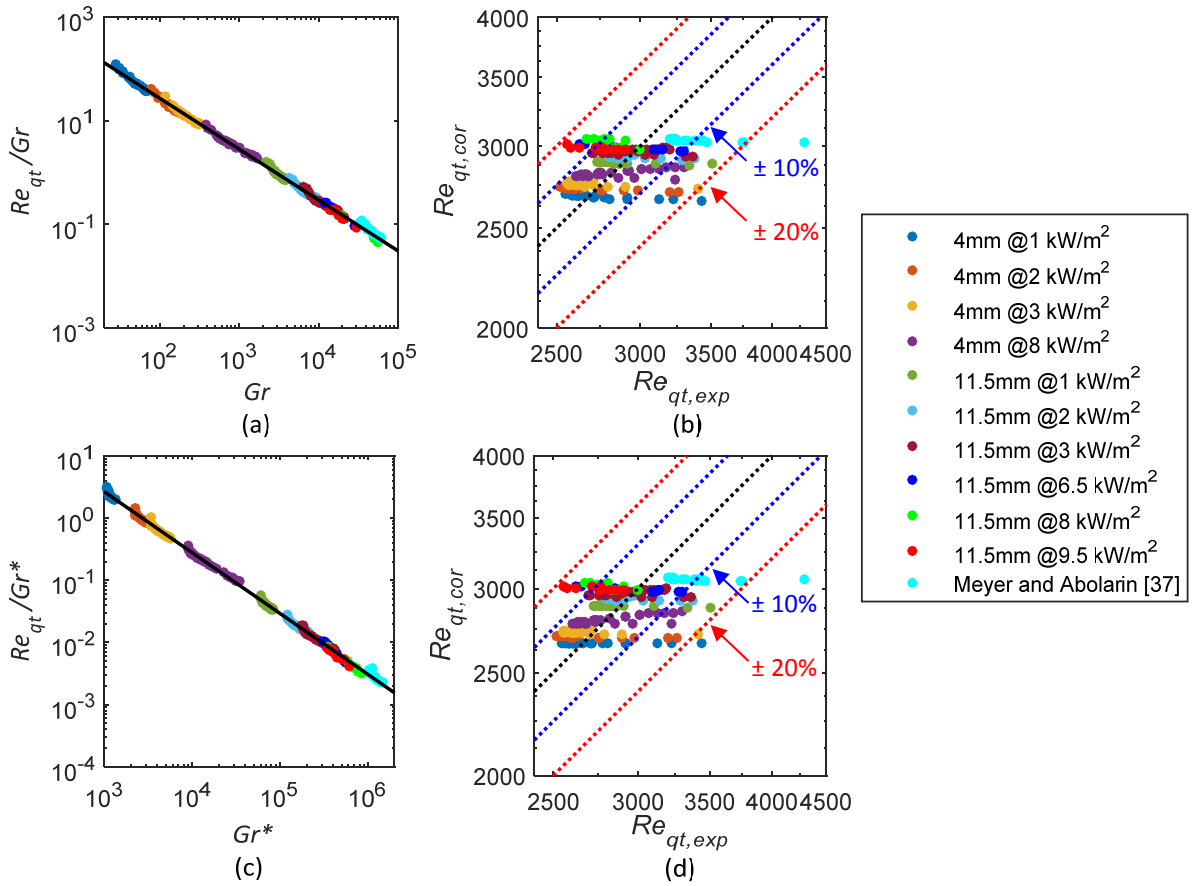 10^3
10^1
10^-1
10^-3
Re_qt/Gr
10^2 10^3 10^4 10^5
Gr
(a)
4000
3500
3000
2500
2000
Re_qt,cor
± 10%
± 20%
2500 3000 3500 4000 4500
Re_qt,exp
(b)
10^1
10^0
10^-1
10^-2
10^-3
10^-4
Re_qt/Gr*
10^3 10^4 10^5 10^6
Gr*
(c)
4000
3500
3000
2500
2000
Re_qt,cor
± 10%
± 20%
2500 3000 3500 4000 4500
Re_qt,exp
(d)
4mm @1 kW/m^2
4mm @2 kW/m^2
4mm @3 kW/m^2
4mm @8 kW/m^2
11.5mm @1 kW/m^2
11.5mm @2 kW/m^2
11.5mm @3 kW/m^2
11.5mm @6.5 kW/m^2
11.5mm @8 kW/m^2
11.5mm @9.5 kW/m^2
Meyer and Abolarin [37]